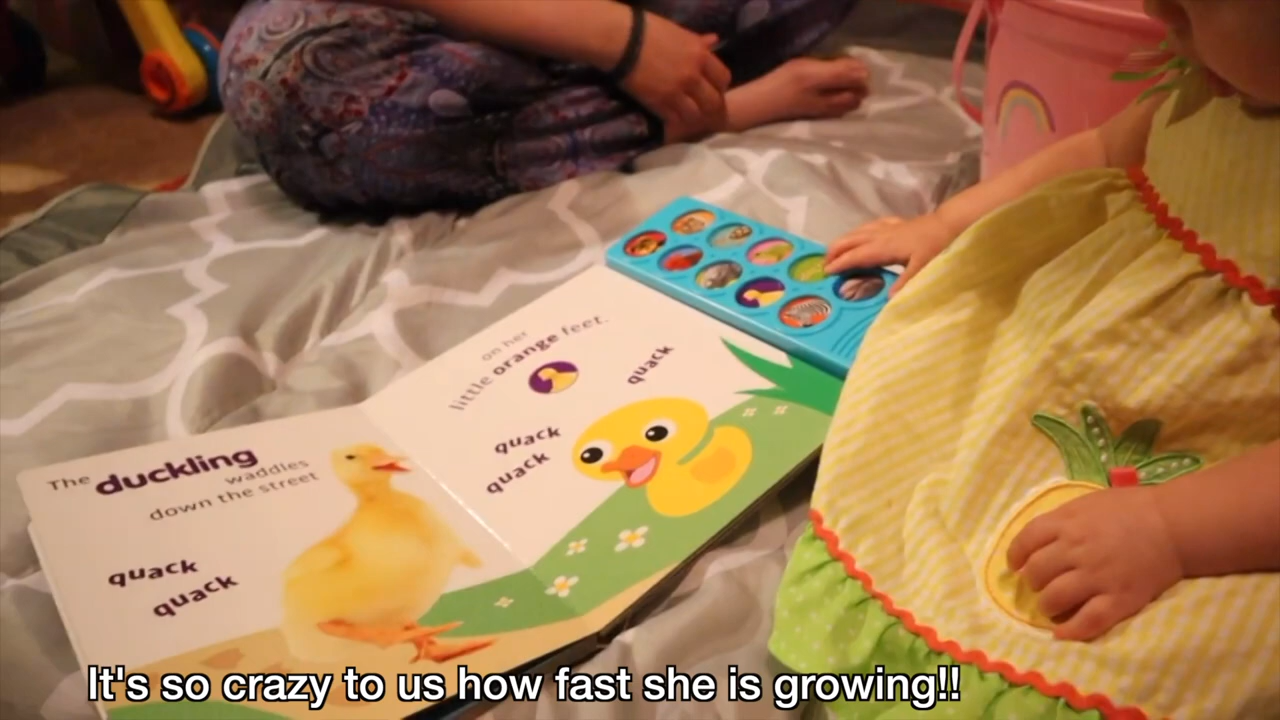 The duckling
waddles
down the street
quack
quack
on her
little orange feet.
quack
quack
quack
It's so crazy to us how fast she is growing!!